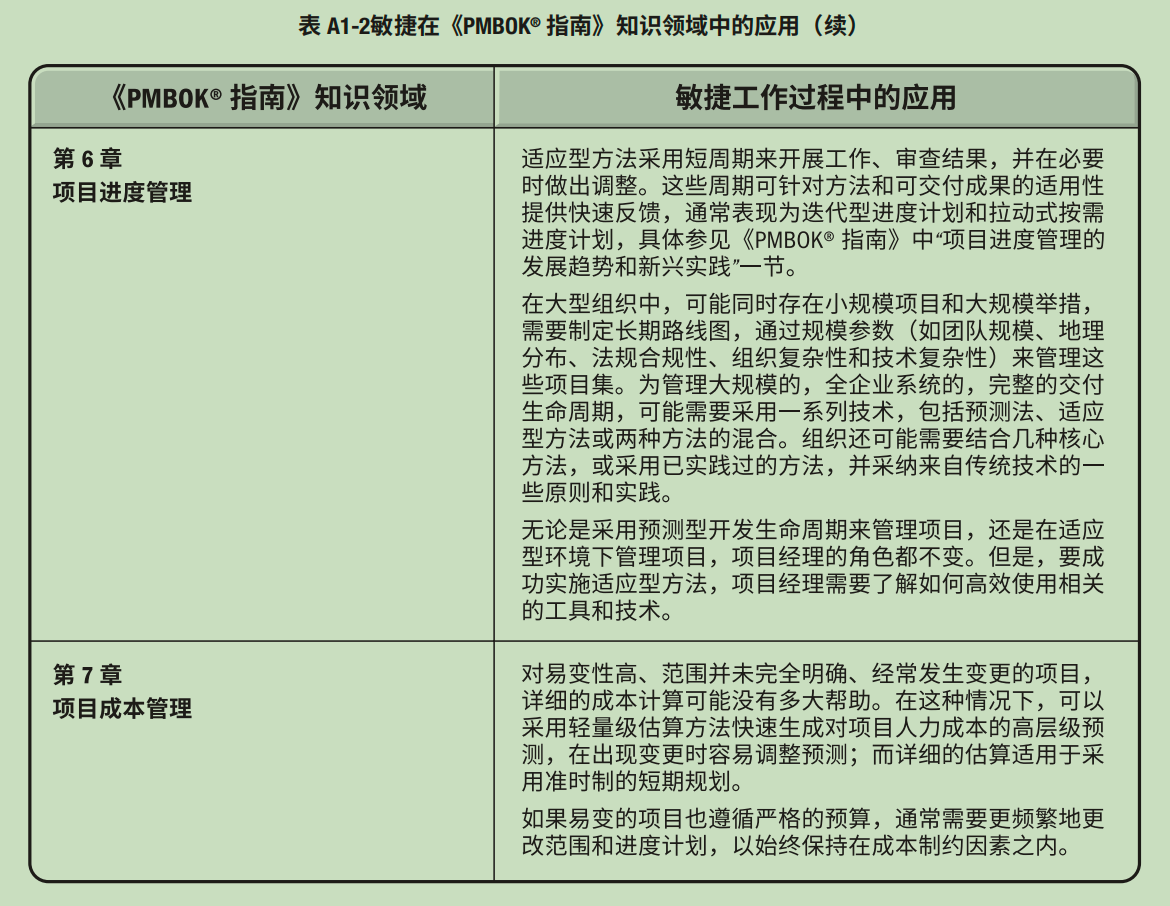 表 A1-2敏捷在《PMBOK® 指南》知识领域中的应用（续）
《PMBOK® 指南》知识领域
敏捷工作过程中的应用
第 6 章
项目进度管理
适应型方法采用短周期来开展工作、审查结果，并在必要
时做出调整。这些周期可针对方法和可交付成果的适用性
提供快速反馈，通常表现为迭代型进度计划和拉动式按需
进度计划，具体参见《PMBOK® 指南》中“项目进度管理的
发展趋势和新兴实践”一节。
在大型组织中，可能同时存在小规模项目和大规模举措，
需要制定长期路线图，通过规模参数（如团队规模、地理
分布、法规合规性、组织复杂性和技术复杂性）来管理这
些项目集。为管理大规模的，全企业系统的，完整的交付
生命周期，可能需要采用一系列技术，包括预测法、适应
型方法或两种方法的混合。组织还可能需要结合几种核心
方法，或采用已实践过的方法，并采纳来自传统技术的一
些原则和实践。
无论是采用预测型开发生命周期来管理项目，还是在适应
型环境下管理项目，项目经理的角色都不变。但是，要成
功实施适应型方法，项目经理需要了解如何高效使用相关
的工具和技术。
第 7 章
项目成本管理
对易变性高、范围并未完全明确、经常发生变更的项目，
详细的成本计算可能没有多大帮助。在这种情况下，可以
采用轻量级估算方法快速生成对项目人力成本的高层级预
测，在出现变更时容易调整预测；而详细的估算适用于采
用准时制的短期规划。
如果易变的项目也遵循严格的预算，通常需要更频繁地更
改范围和进度计划，以始终保持在成本制约因素之内。